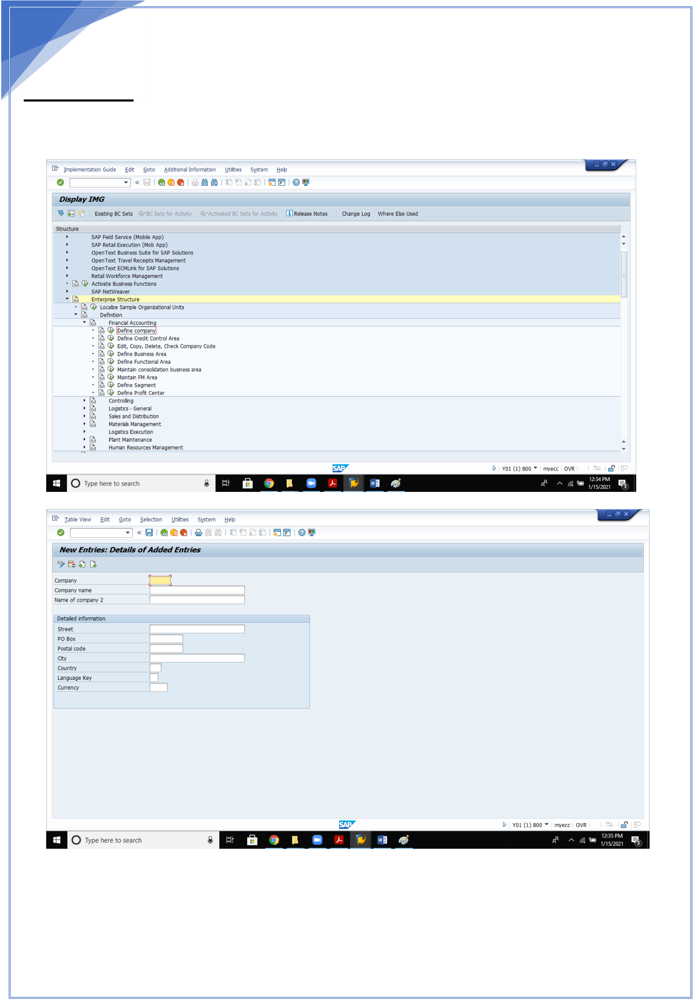 Implementation Guide Edit Goto Additional Information Utilities System Help
Display IMG
Existing BC Sets BC Sets for Activity Activated BC Sets for Activity Release Notes Change Log Where Else Used
Structure
SAP Field Service (Mobile App)
SAP Retail Execution (Mob App)
OpenText Business Suite for SAP Solutions
OpenText Travel Receipts Management
OpenText ECMLink for SAP Solutions
Retail Workforce Management
Activate Business Functions
SAP NetWeaver
Enterprise Structure
Localize Sample Organizational Units
Definition
Financial Accounting
Define company
Define Credit Control Area
Edit, Copy, Delete, Check Company Code
Define Business Area
Define Functional Area
Maintain consolidation business area
Maintain FM Area
Define Segment
Define Profit Center
Controlling
Logistics - General
Sales and Distribution
Materials Management
Logistics Execution
Plant Maintenance
Human Resources Management
SAP Y01 (1) 800 myecc OVR
Type here to search 12:34 PM
1/15/2021 3
Table View Edit Goto Selection Utilities System Help
New Entries: Details of Added Entries
Company
Company name
Name of company 2
Detailed information
Street
PO Box
Postal code
City
Country
Language Key
Currency
SAP Y01 (1) 800 myecc OVR
Type here to search 12:35 PM
1/15/2021 3